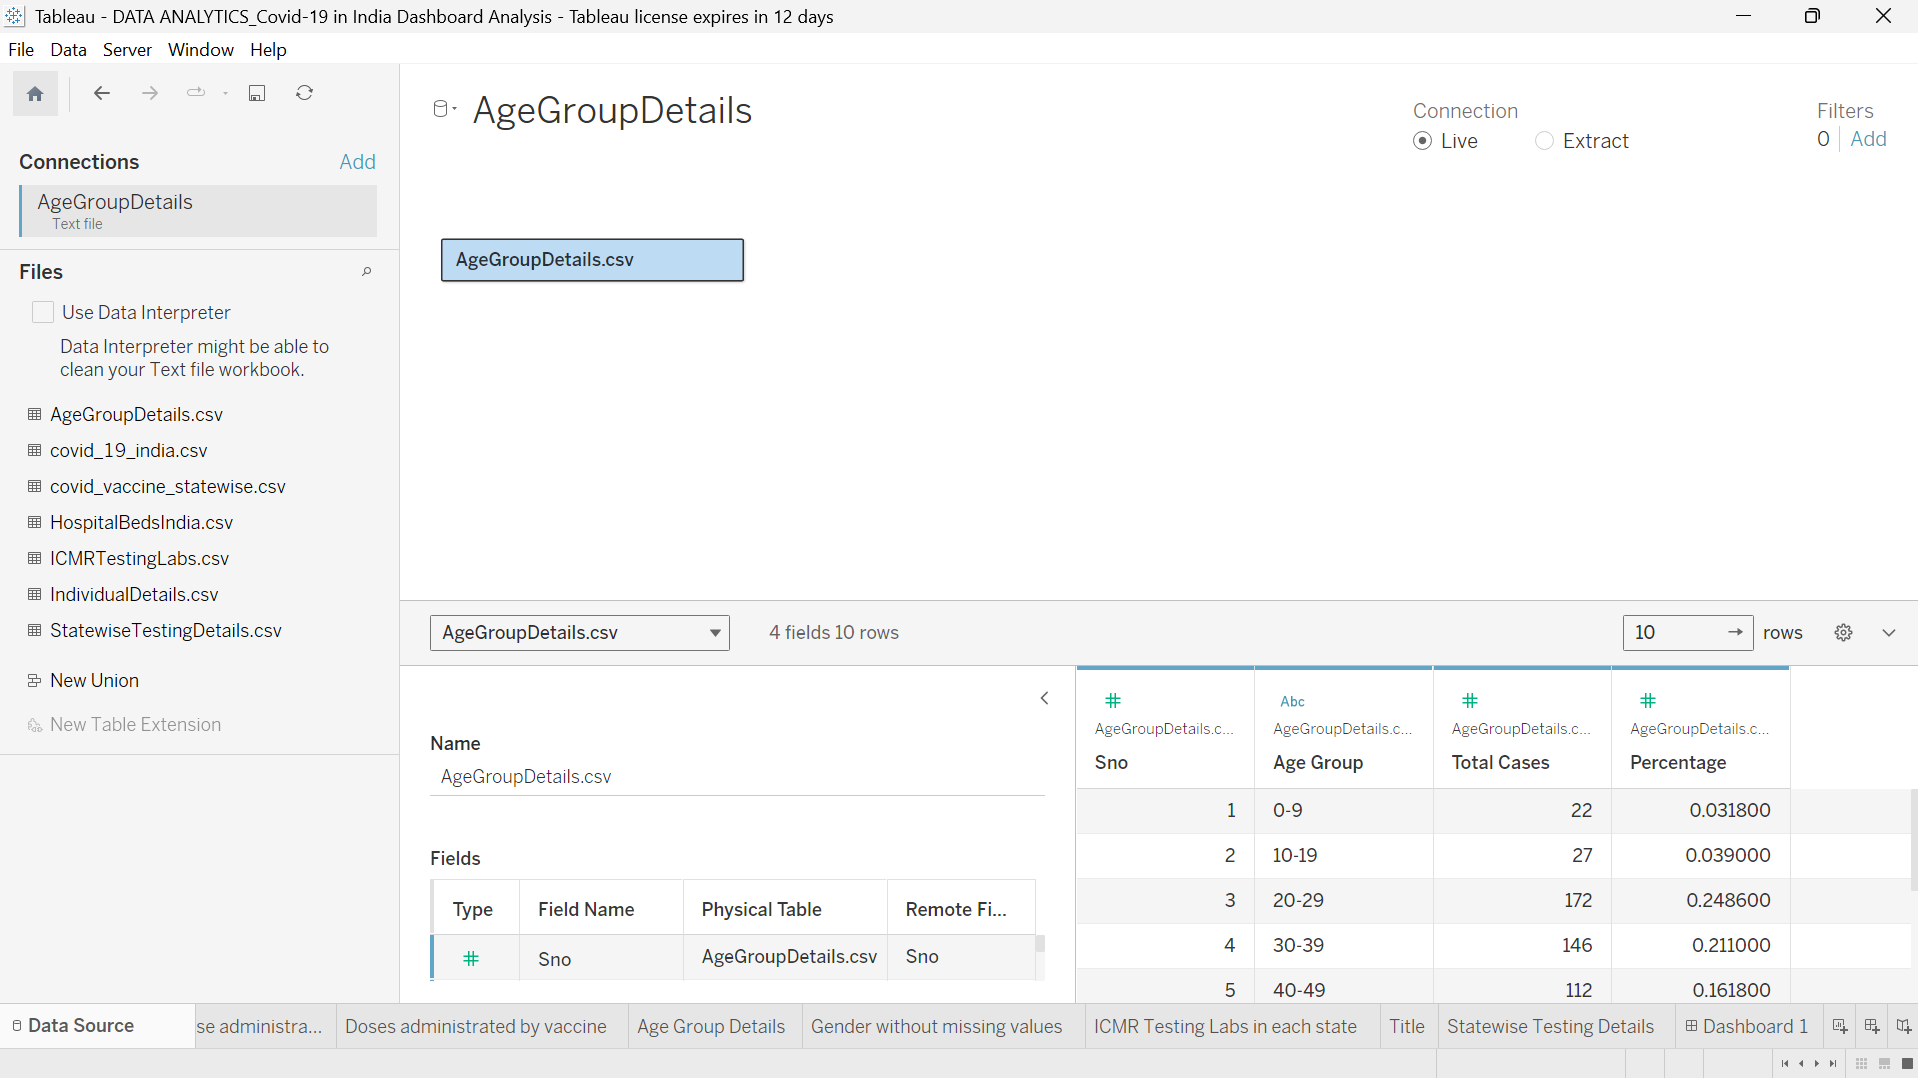 Tableau - DATA ANALYTICS_Covid-19 in India Dashboard Analysis - Tableau license expires in 12 days
File Data Server Window Help
Connections Add
AgeGroupDetails
Text file
Files
Use Data Interpreter
Data Interpreter might be able to
clean your Text file workbook.
AgeGroupDetails.csv
covid_19_india.csv
covid_vaccine_statewise.csv
HospitalBedsIndia.csv
ICMRTestingLabs.csv
IndividualDetails.csv
StatewiseTestingDetails.csv
New Union
New Table Extension
AgeGroupDetails
Connection
Live Extract
Filters
0 Add
AgeGroupDetails.csv
AgeGroupDetails.csv 4 fields 10 rows 10 → rows
Name
AgeGroupDetails.csv
Fields
Type Field Name Physical Table Remote Fi...
# Sno AgeGroupDetails.csv Sno
# Abc # #
AgeGroupDetails.c... AgeGroupDetails.c... AgeGroupDetails.c... AgeGroupDetails.c...
Sno Age Group Total Cases Percentage
1 0-9 22 0.031800
2 10-19 27 0.039000
3 20-29 172 0.248600
4 30-39 146 0.211000
5 40-49 112 0.161800
Data Source se administra... Doses administrated by vaccine Age Group Details Gender without missing values ICMR Testing Labs in each state Title Statewise Testing Details Dashboard 1